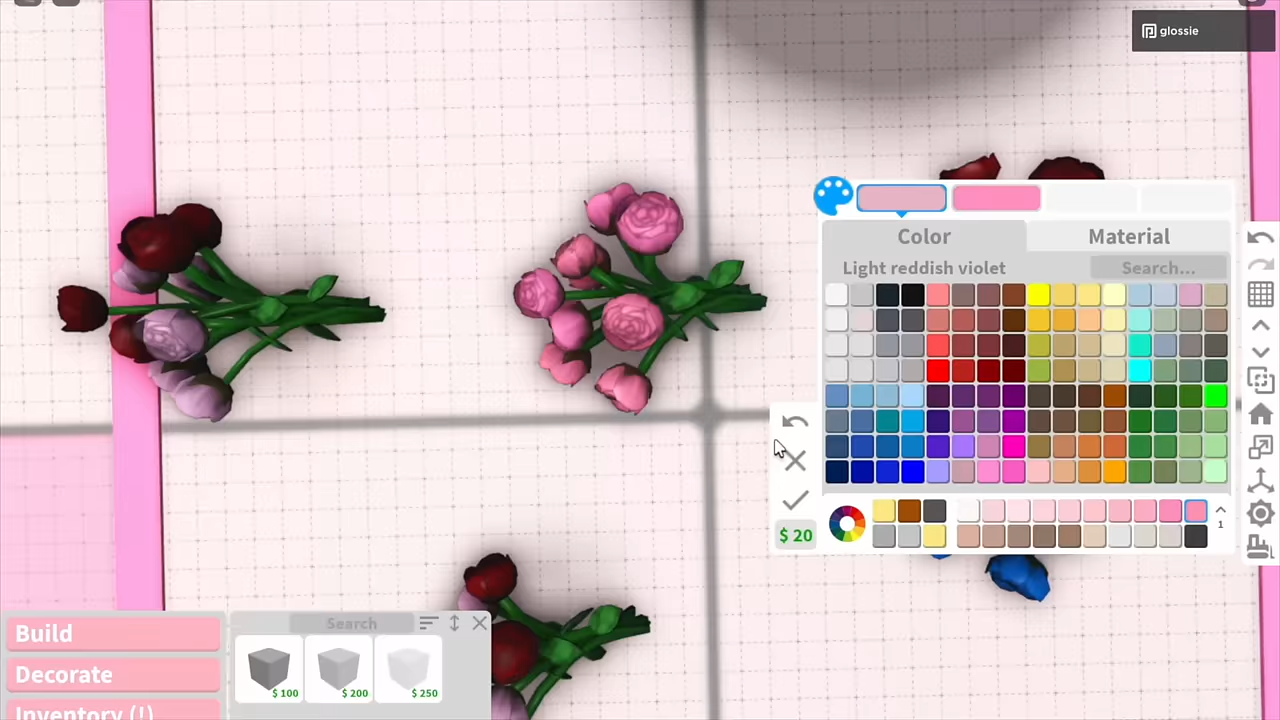 glossie
Color
Material
Light reddish violet
Search...
$ 20
1
Build
Decorate
Inventory (!)
Search
$ 100
$ 200
$ 250